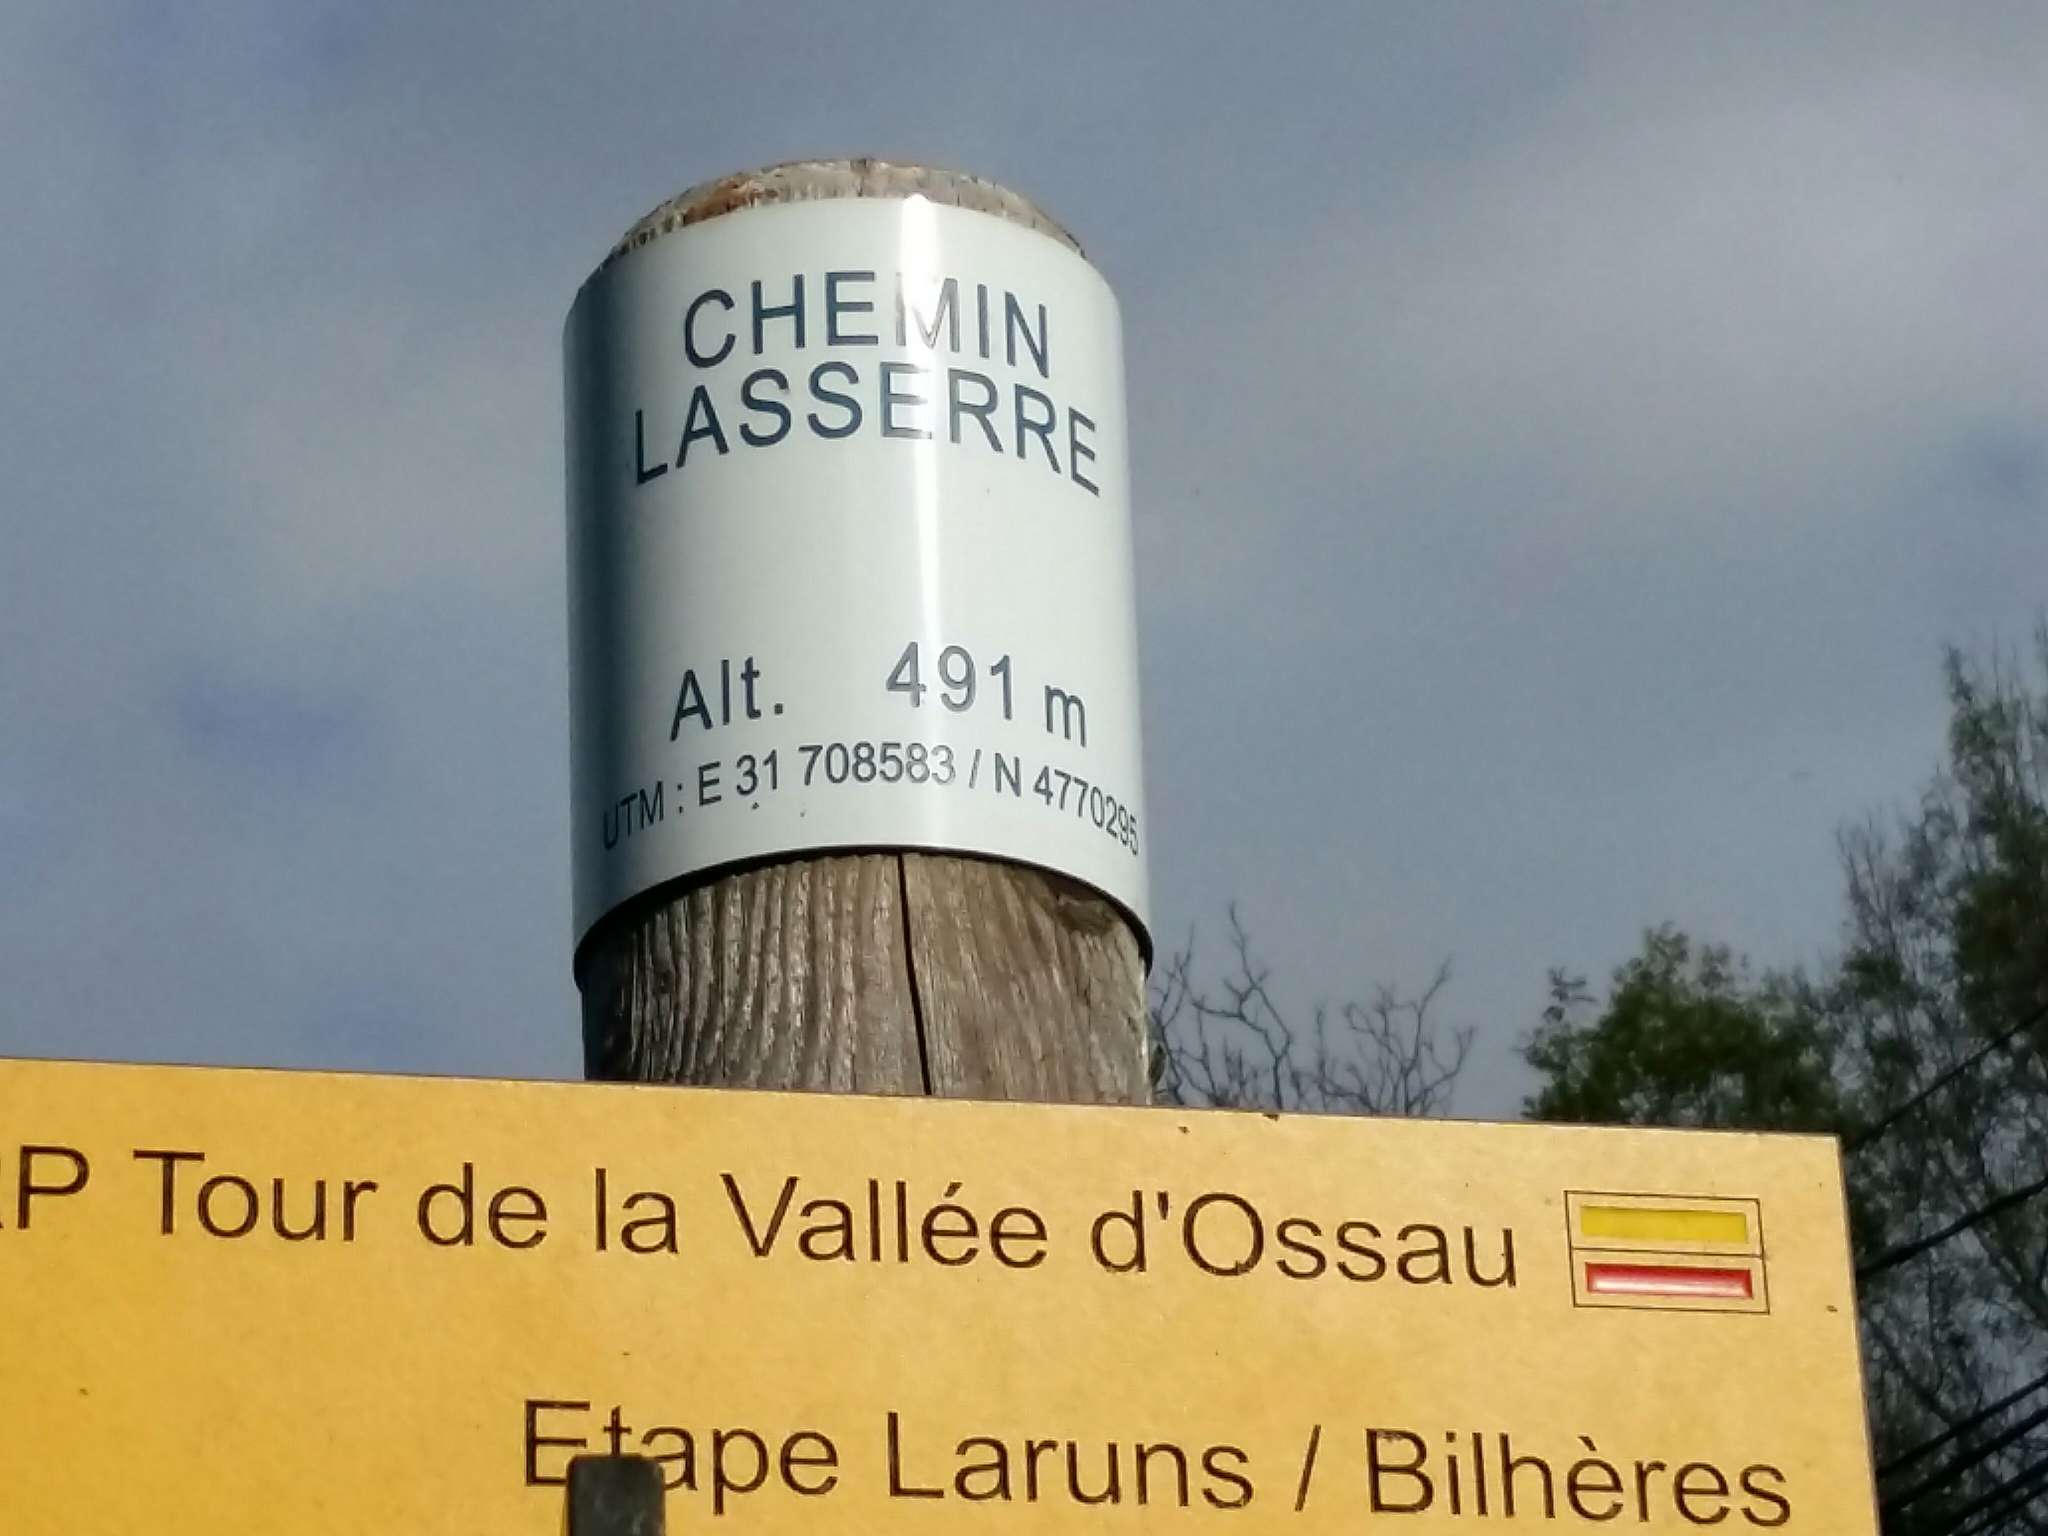 CHEMIN
LASSERRE
Alt. 491 m
UTM : E 31 708583 / N 4770295
Tour de la Vallée d'Ossau
Etape Laruns / Bilhères